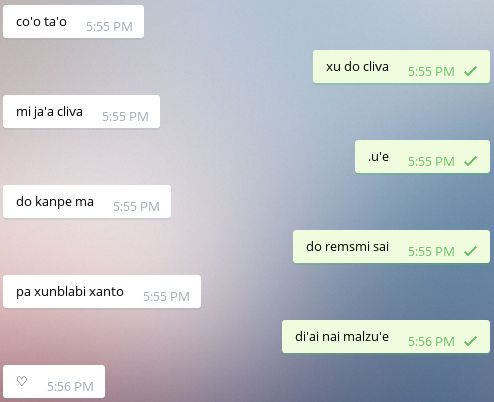 co'o ta'o 5:55 PM
xu do cliva 5:55 PM
mi ja'a cliva 5:55 PM
.u'e 5:55 PM
do kanpe ma 5:55 PM
do remsmi sai 5:55 PM
pa xunblabi xanto 5:55 PM
di'ai nai malzu'e 5:56 PM
♡ 5:56 PM